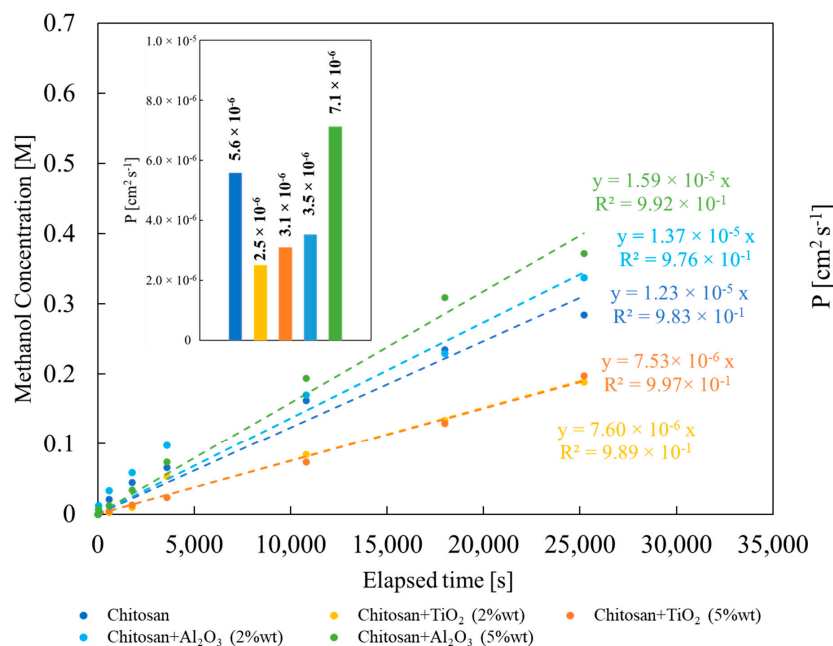 0.7
0.6
0.5
0.4
0.3
0.2
0.1
0
Methanol Concentration [M]
1.0 × 10⁻⁵
8.0 × 10⁻⁶
6.0 × 10⁻⁶
4.0 × 10⁻⁶
2.0 × 10⁻⁶
0
P [cm² s⁻¹]
5.6 × 10⁻⁶
2.5 × 10⁻⁶
3.1 × 10⁻⁶
3.5 × 10⁻⁶
7.1 × 10⁻⁶
y = 1.59 × 10⁻⁵ x
R² = 9.92 × 10⁻¹
y = 1.37 × 10⁻⁵ x
R² = 9.76 × 10⁻¹
y = 1.23 × 10⁻⁵ x
R² = 9.83 × 10⁻¹
y = 7.53× 10⁻⁶ x
R² = 9.97× 10⁻¹
y = 7.60 × 10⁻⁶ x
R² = 9.89 × 10⁻¹
P [cm² s⁻¹]
0 5,000 10,000 15,000 20,000 25,000 30,000 35,000
Elapsed time [s]
Chitosan Chitosan+TiO₂ (2%wt) Chitosan+TiO₂ (5%wt)
Chitosan+Al₂O₃ (2%wt) Chitosan+Al₂O₃ (5%wt)